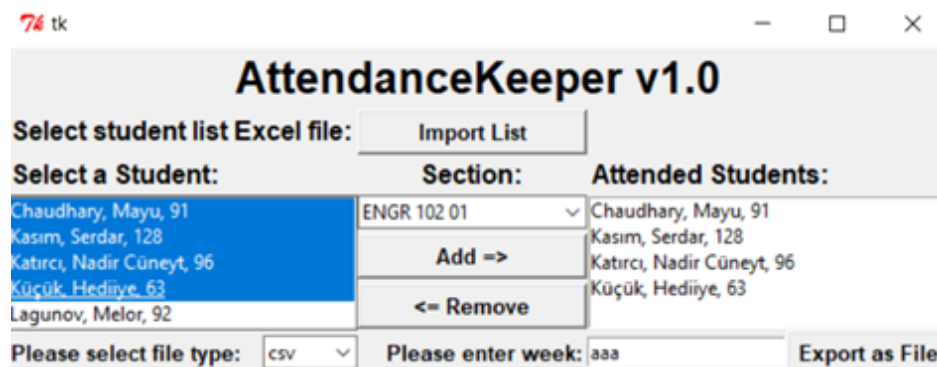 tk
AttendanceKeeper v1.0
Select student list Excel file: Import List
Select a Student: Section: Attended Students:
Chaudhary, Mayu, 91 ENGR 102 01 Chaudhary, Mayu, 91
Kasım, Serdar, 128 Kasım, Serdar, 128
Katırcı, Nadir Cüneyt, 96 Add => Katırcı, Nadir Cüneyt, 96
Küçük, Hediiye, 63 Küçük, Hediiye, 63
Lagunov, Melor, 92 <= Remove
Please select file type: csv Please enter week: aaa Export as File